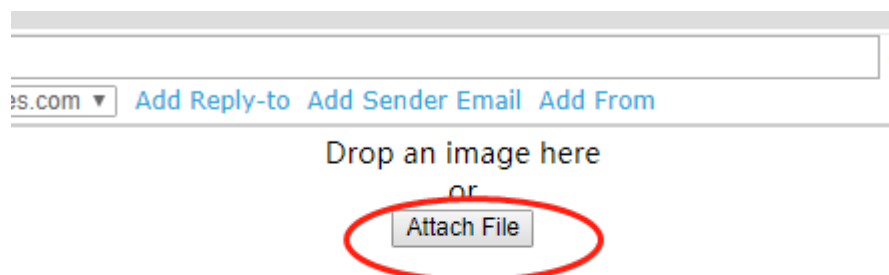 es.com ▼ Add Reply-to Add Sender Email Add From
Drop an image here
or
Attach File